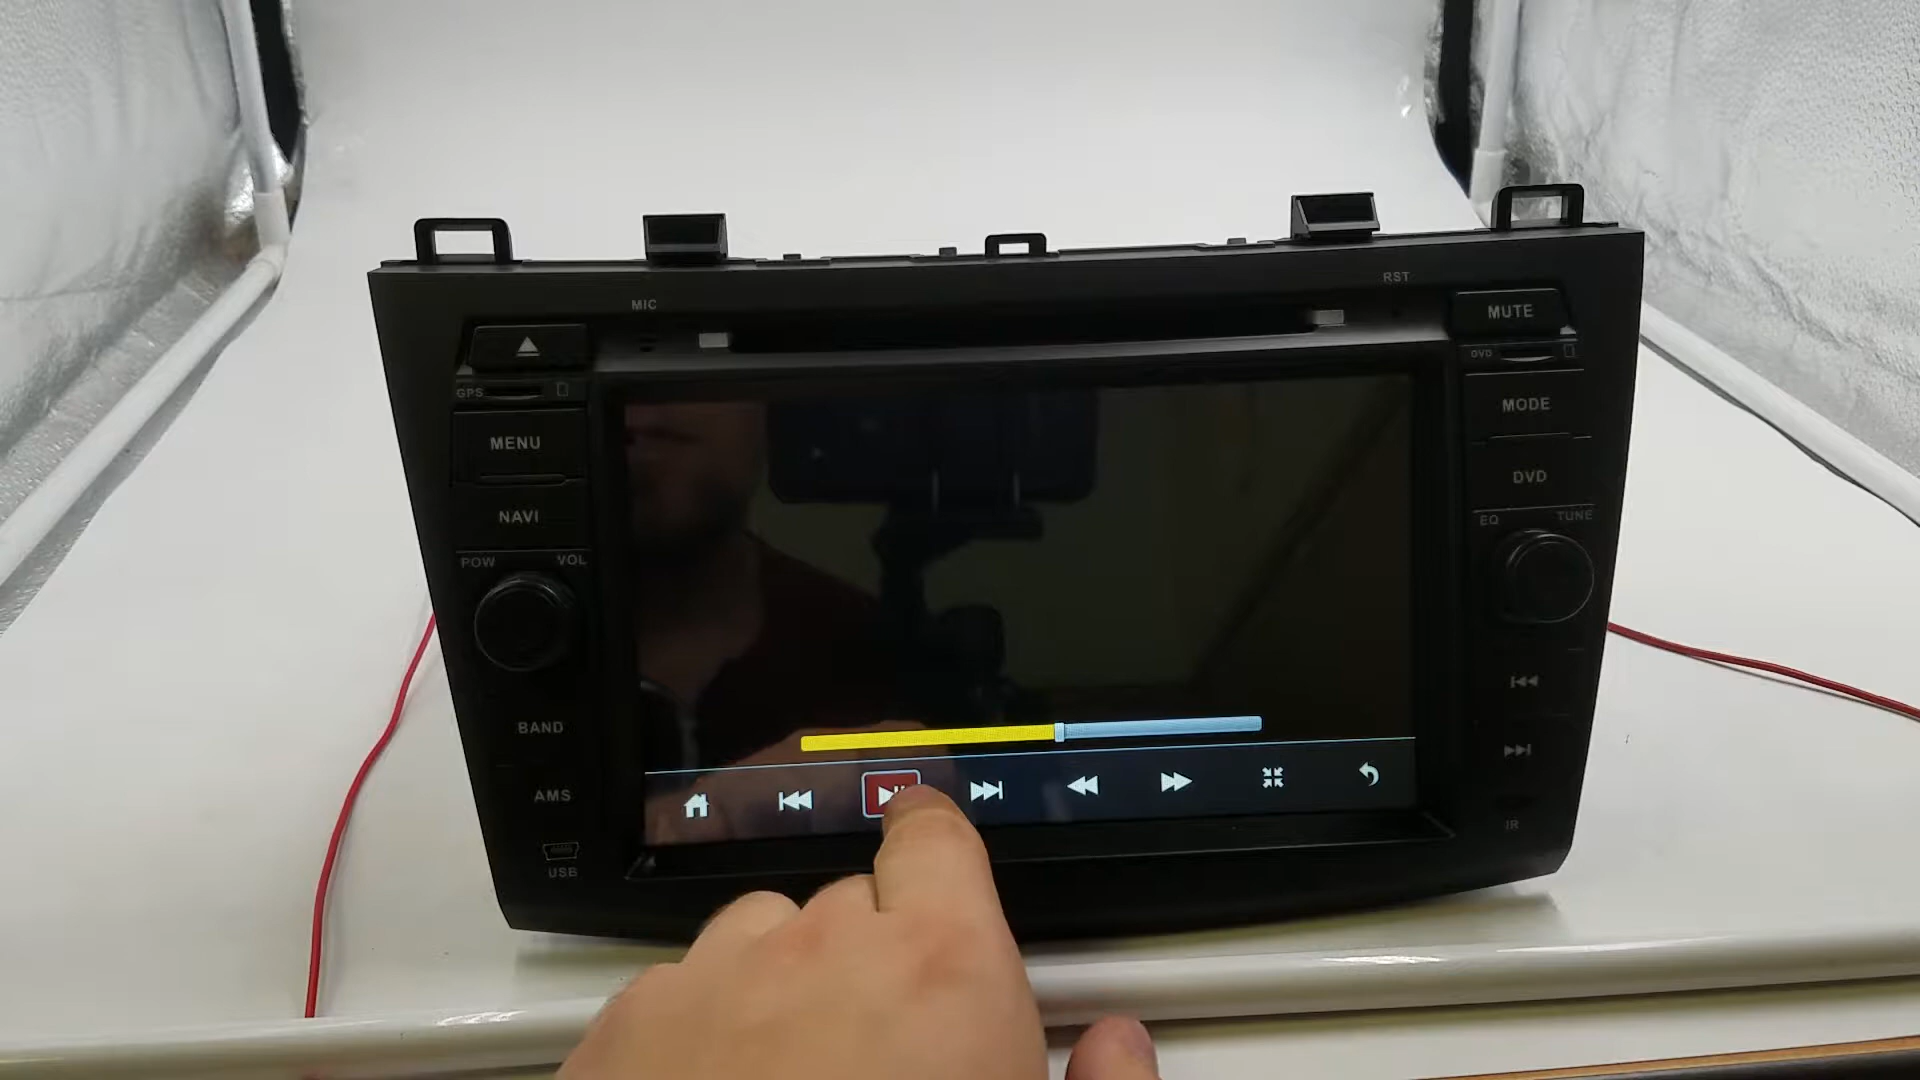 MIC
RST
MUTE
GPS
DVD
MENU
MODE
NAVI
DVD
POW VOL
EQ TUNE
BAND
AMS
USB
IR